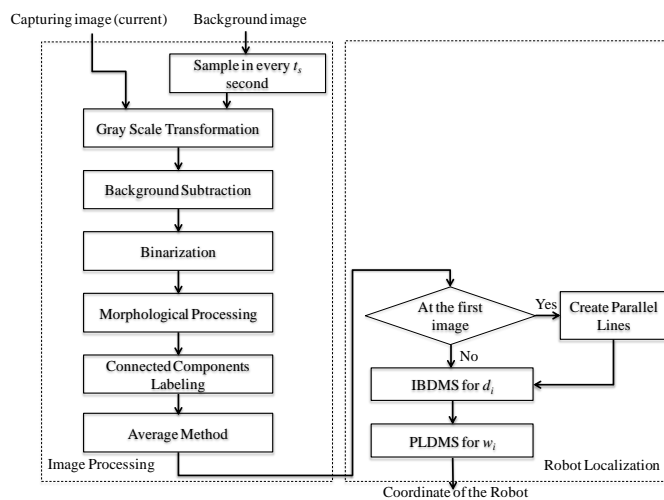 Capturing image (current)
Background image
Sample in every tₛ
second
Gray Scale Transformation
Background Subtraction
Binarization
Morphological Processing
Connected Components
Labeling
Average Method
Image Processing
At the first
image
Yes
No
Create Parallel
Lines
IBDMS for dᵢ
PLDMS for wᵢ
Robot Localization
Coordinate of the Robot